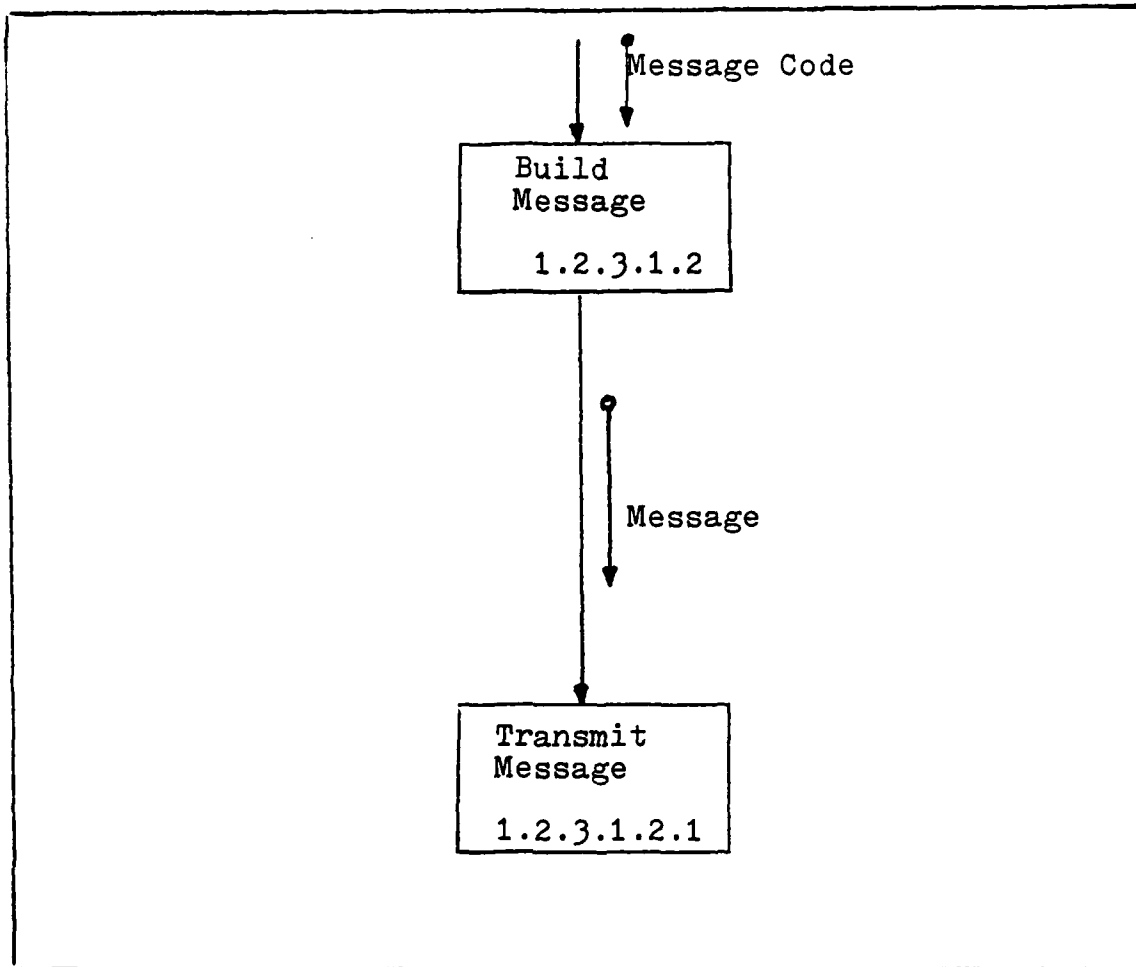 Message Code
Build
Message
1.2.3.1.2
Message
Transmit
Message
1.2.3.1.2.1